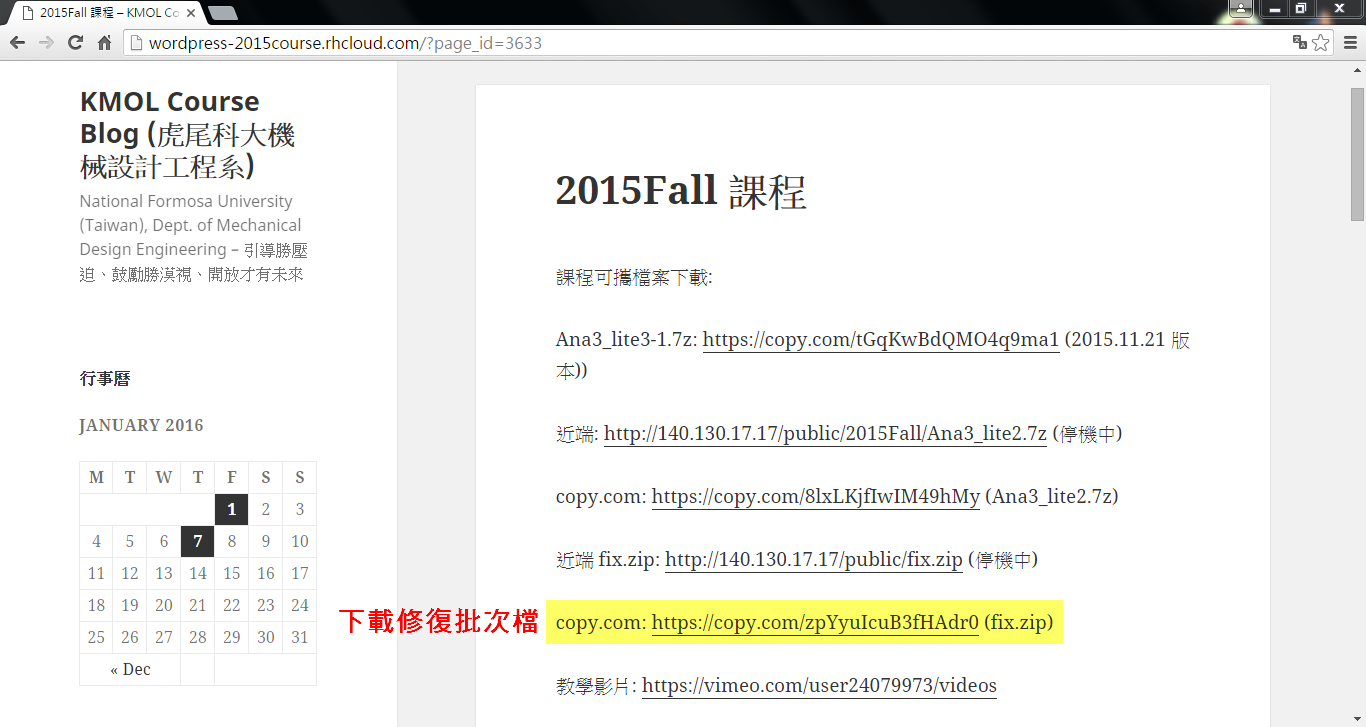 2015Fall 課程 – KMOL Co
wordpress-2015course.rhcloud.com/?page_id=3633
KMOL Course
Blog (虎尾科大機
械設計工程系)
National Formosa University
(Taiwan), Dept. of Mechanical
Design Engineering – 引導勝壓
迫、鼓勵勝漠視、開放才有未來
行事曆
JANUARY 2016
M T W T F S S
1 2 3
4 5 6 7 8 9 10
11 12 13 14 15 16 17
18 19 20 21 22 23 24
25 26 27 28 29 30 31
« Dec
2015Fall 課程
課程可攜檔案下載:
Ana3_lite3-1.7z: https://copy.com/tGqKwBdQMO4q9ma1 (2015.11.21 版
本))
近端: http://140.130.17.17/public/2015Fall/Ana3_lite2.7z (停機中)
copy.com: https://copy.com/8lxLKjfIwIM49hMy (Ana3_lite2.7z)
近端 fix.zip: http://140.130.17.17/public/fix.zip (停機中)
下載修復批次檔
copy.com: https://copy.com/zpYyuIcuB3fHAdr0 (fix.zip)
教學影片: https://vimeo.com/user24079973/videos